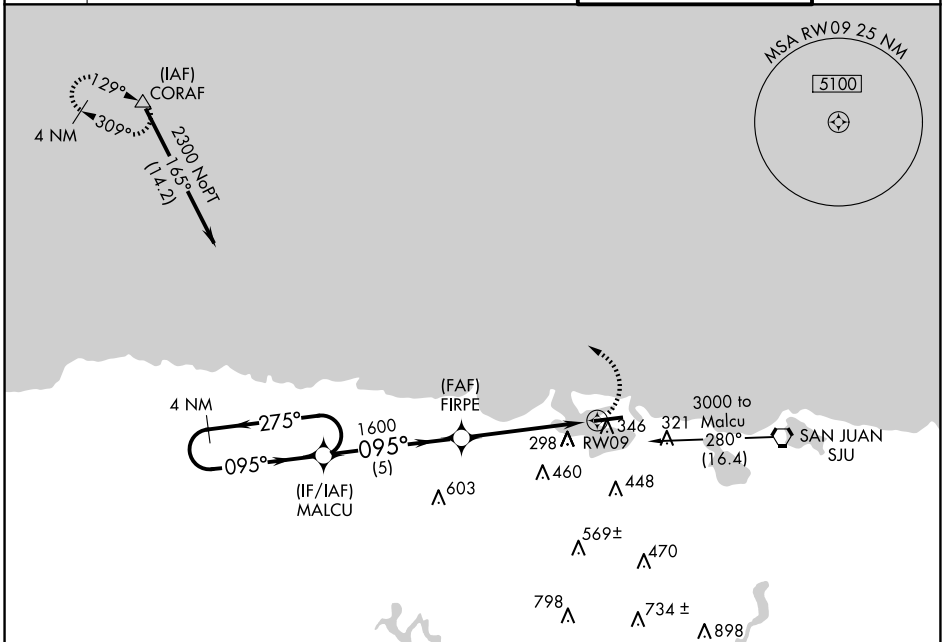 MSA RW09 25 NM
5100
(IAF)
CORAF
129°
309°
4 NM
2300 NoPT
165°
(14.2)
(FAF)
FIRPE
4 NM
275°
095°
1600
095°
(5)
(IF/IAF)
MALCU
346
298
RW09
321
3000 to
Malcu
280°
(16.4)
SAN JUAN
SJU
603
460
448
569±
470
798
734 ±
898